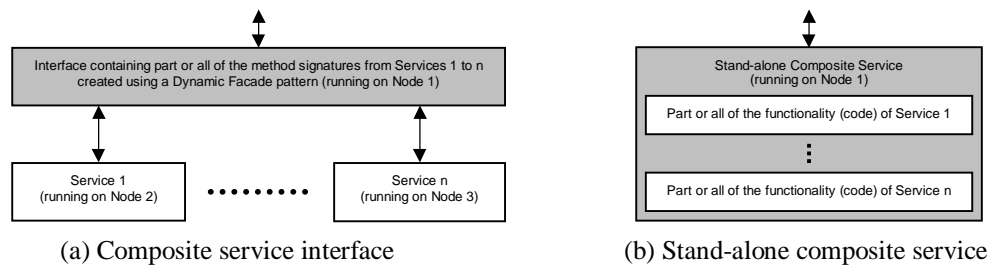 Interface containing part or all of the method signatures from Services 1 to n
created using a Dynamic Facade pattern (running on Node 1)
Service 1
(running on Node 2)
Service n
(running on Node 3)
(a) Composite service interface
Stand-alone Composite Service
(running on Node 1)
Part or all of the functionality (code) of Service 1
Part or all of the functionality (code) of Service n
(b) Stand-alone composite service